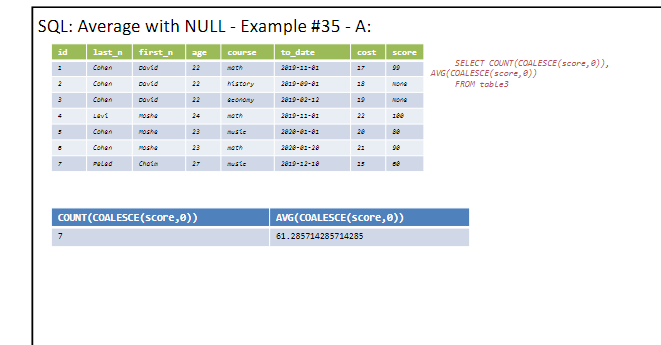 SQL: Average with NULL - Example #35 - A:
id last_n first_n age course to_date cost score
1 Cohen David 22 math 2019-11-01 17 99
2 Cohen David 22 history 2019-09-01 18 None
3 Cohen David 22 economy 2019-02-12 19 None
4 Levi Moshe 24 math 2019-11-01 22 100
5 Cohen Moshe 23 music 2020-01-01 20 80
6 Cohen Moshe 23 math 2020-01-20 21 90
7 Peled Chaim 27 music 2019-12-10 15 60
SELECT COUNT(COALESCE(score,0)),
AVG(COALESCE(score,0))
FROM table3
COUNT(COALESCE(score,0)) AVG(COALESCE(score,0))
7 61.285714285714285